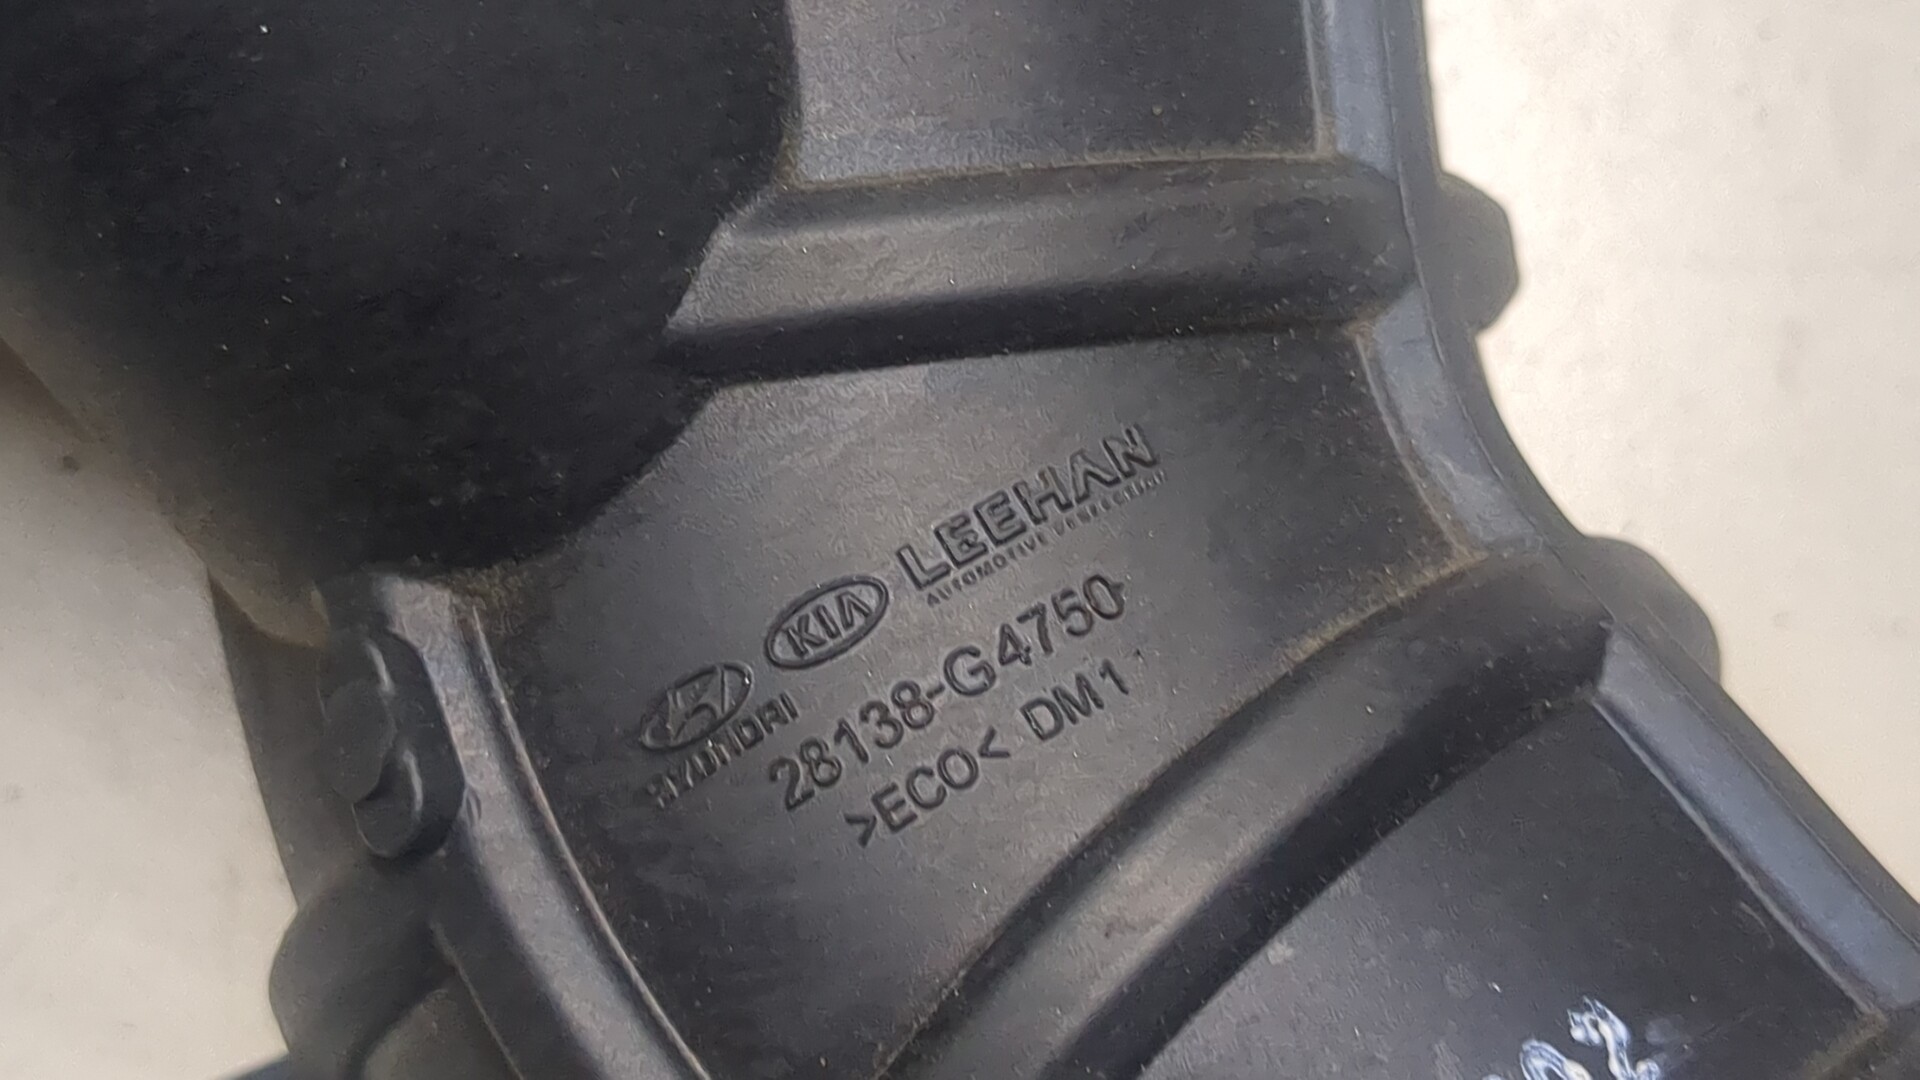 HYUNDAI KIA LEEHAN
AUTOMOTIVE
28138-G4750
>ECO< DM1